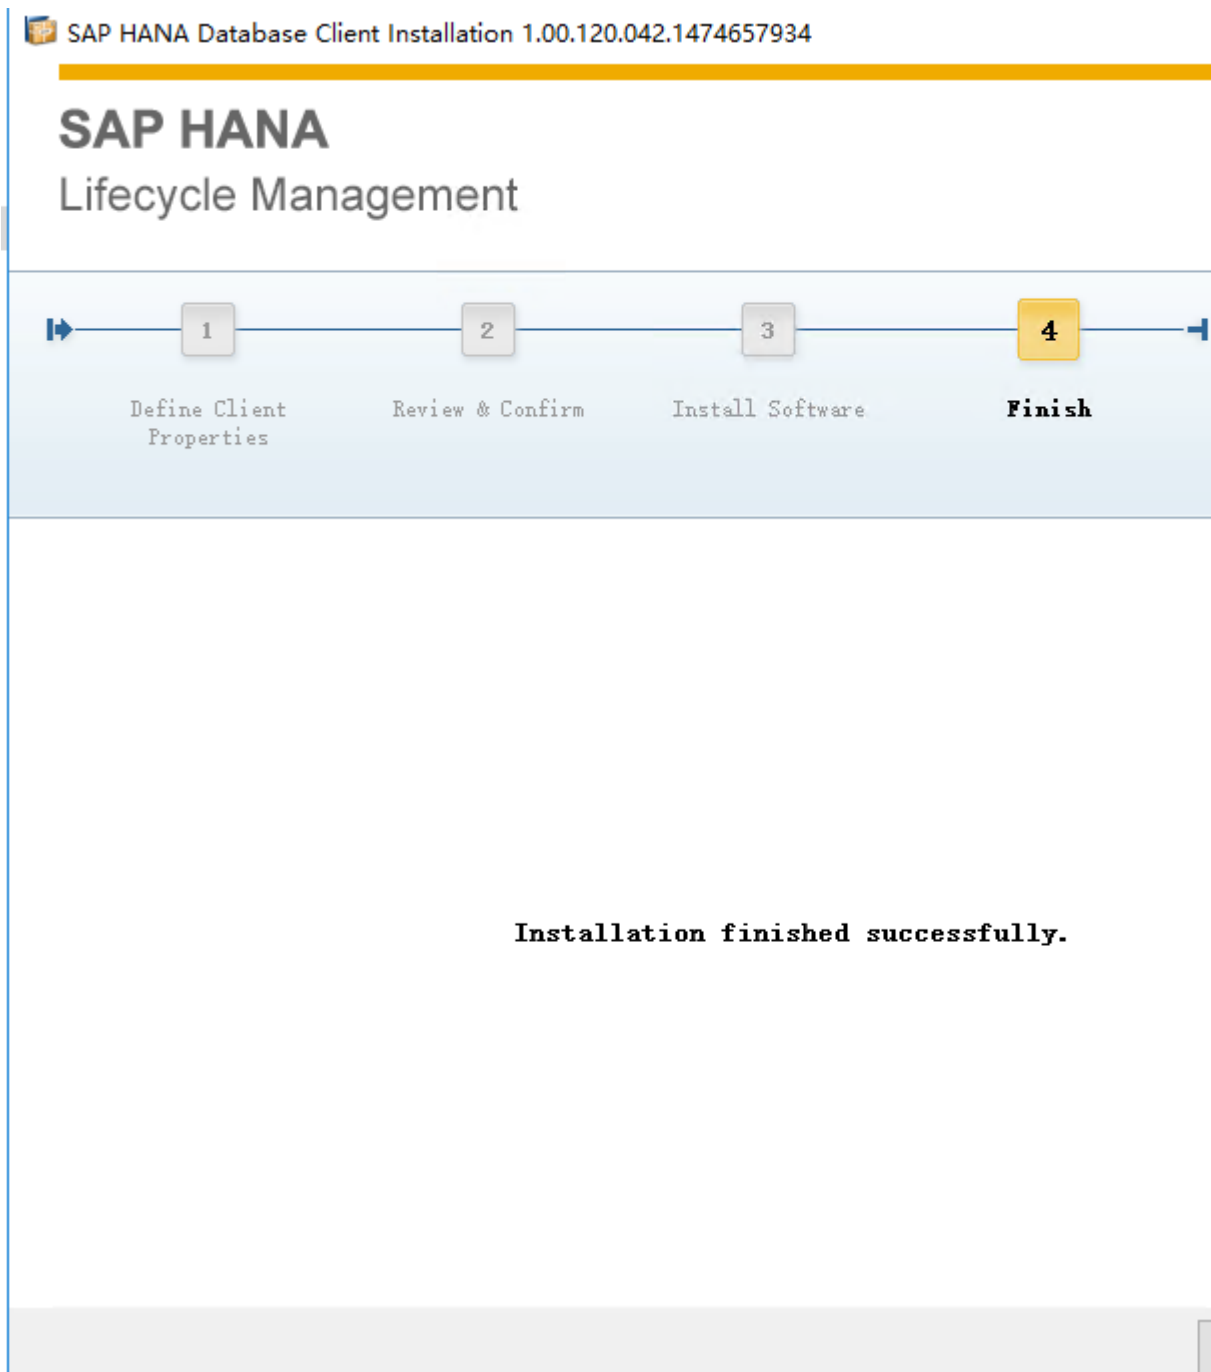 SAP HANA Database Client Installation 1.00.120.042.1474657934
SAP HANA
Lifecycle Management
1
2
3
4
Define Client
Properties
Review & Confirm
Install Software
Finish
Installation finished successfully.